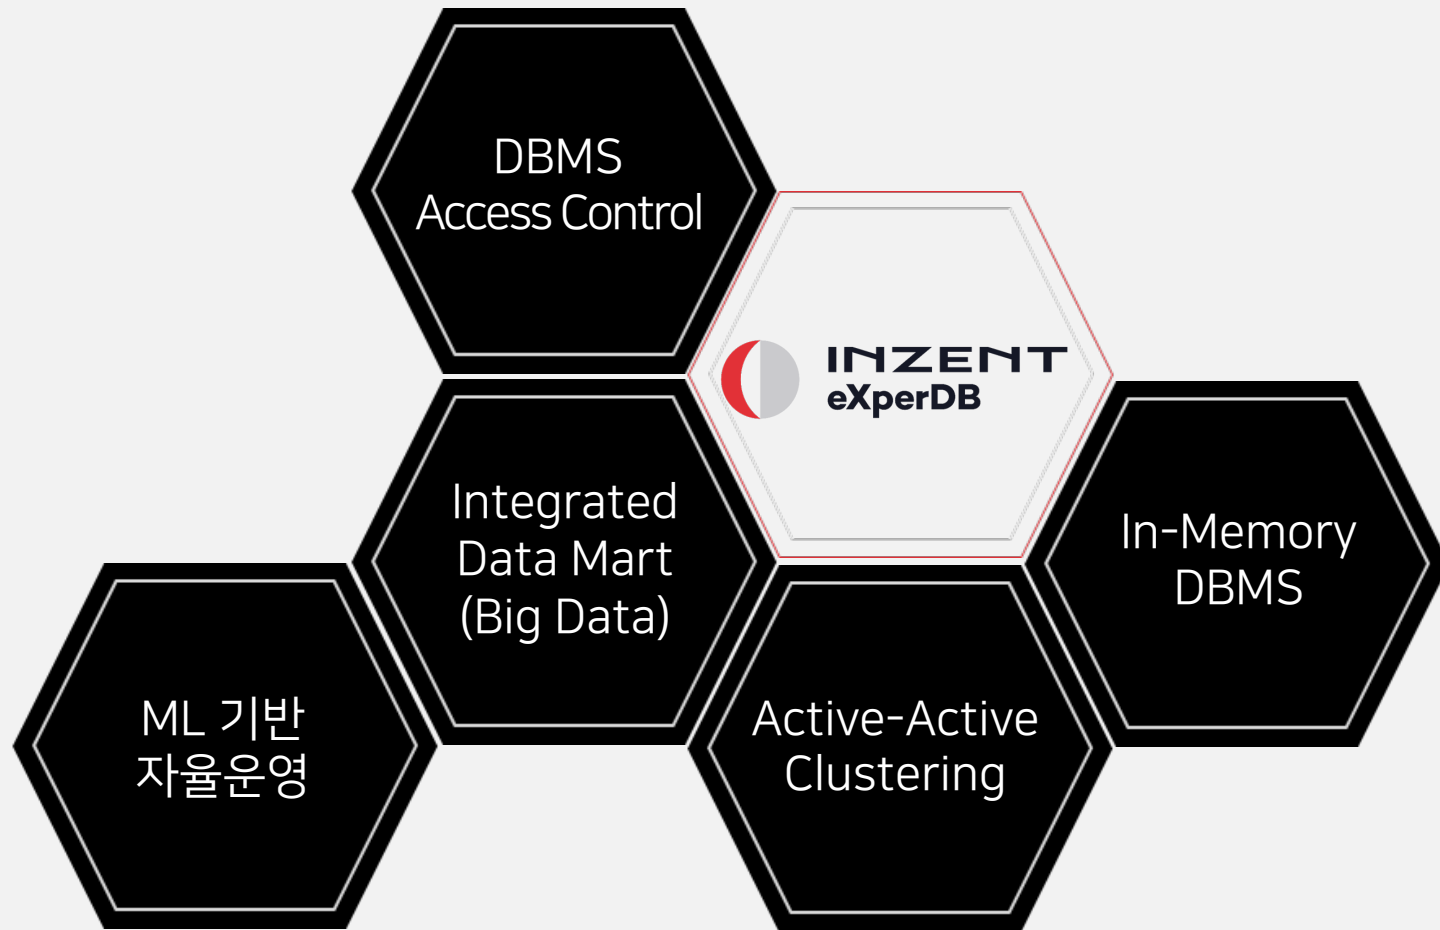 DBMS
Access Control
INZENT
eXperDB
Integrated
Data Mart
(Big Data)
In-Memory
DBMS
ML 기반
자율운영
Active-Active
Clustering